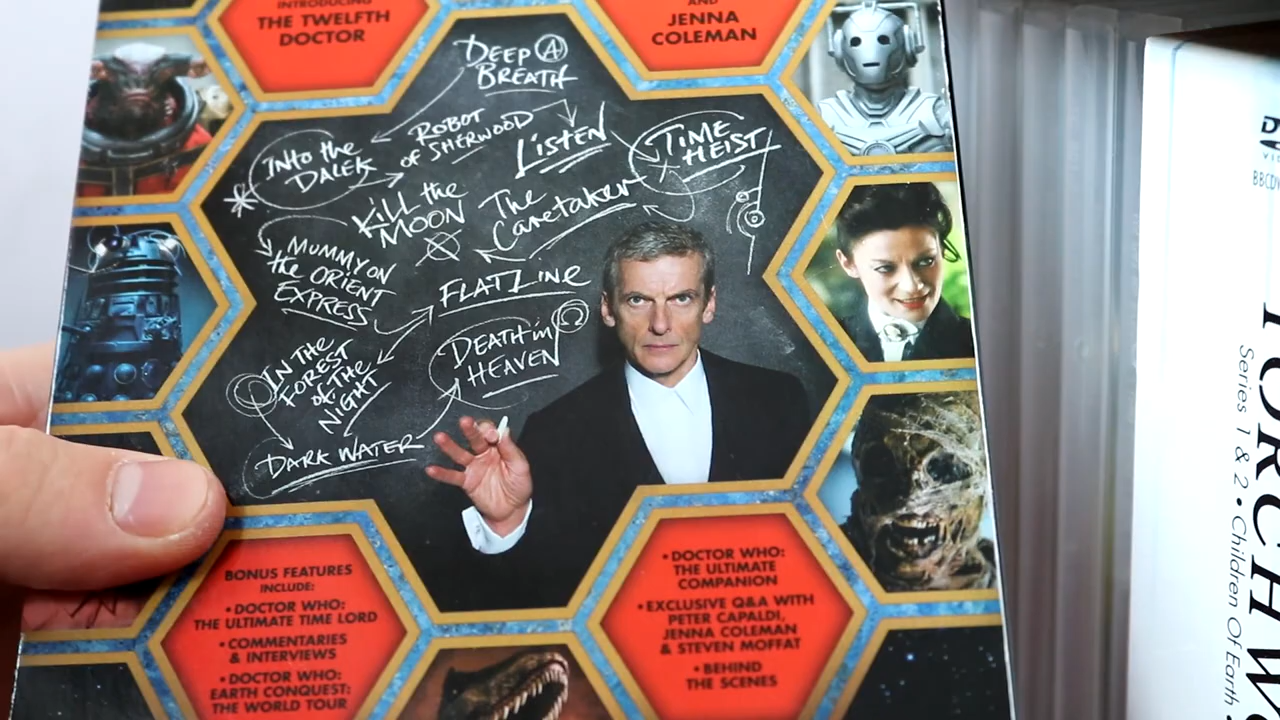 INTRODUCING
THE TWELFTH
DOCTOR
AND
JENNA
COLEMAN
DEEP A
BREATH
ROBOT
OF SHERWOOD
LISTEN
TIME
HEIST
INTO the
DALEK
KILL the
MOON
The
Caretaker
MUMMY ON
the ORIENT
EXPRESS
FLATLINE
DEATH in Ω
HEAVEN
IN THE
FOREST
of THE
NIGHT
DARK WATER
BONUS FEATURES
INCLUDE:
• DOCTOR WHO:
THE ULTIMATE TIME LORD
• COMMENTARIES
& INTERVIEWS
• DOCTOR WHO:
EARTH CONQUEST:
THE WORLD TOUR
• DOCTOR WHO:
THE ULTIMATE
COMPANION
• EXCLUSIVE Q&A WITH
PETER CAPALDI,
JENNA COLEMAN
& STEVEN MOFFAT
• BEHIND
THE SCENES
TORCHW
Series 1 & 2 • Children Of Earth
BBCDV